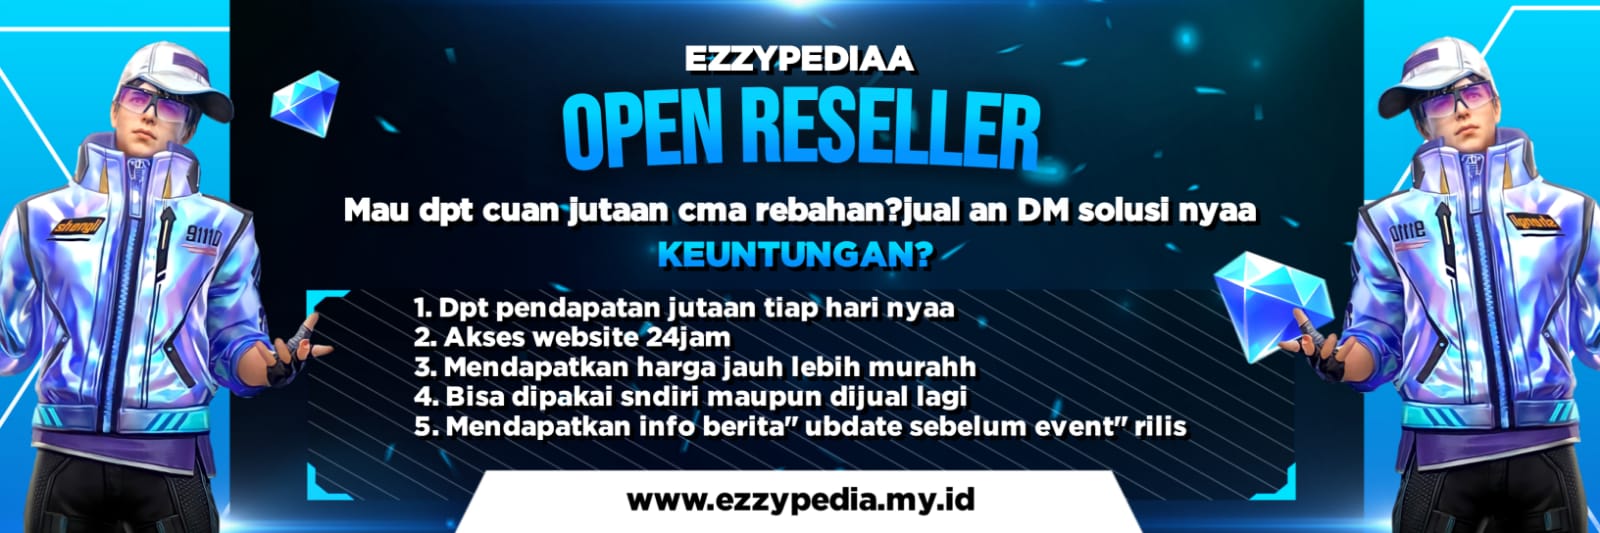 EZZYPEDIAA
OPEN RESELLER
Mau dpt cuan jutaan cma rebahan?jual an DM solusi nyaa
KEUNTUNGAN?
1. Dpt pendapatan jutaan tiap hari nyaa
2. Akses website 24jam
3. Mendapatkan harga jauh lebih murahh
4. Bisa dipakai sndiri maupun dijual lagi
5. Mendapatkan info berita" ubdate sebelum event" rilis
www.ezzypedia.my.id
shengli
91110